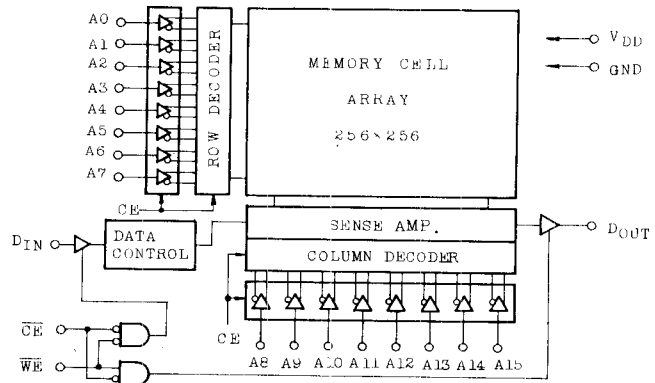 A0
A1
A2
A3
A4
A5
A6
A7
ROW DECODER
MEMORY CELL
ARRAY
256×256
VDD
GND
CE
DIN
DATA
CONTROL
SENSE AMP.
COLUMN DECODER
DOUT
CE
WE
CE
A8 A9 A10 A11 A12 A13 A14 A15